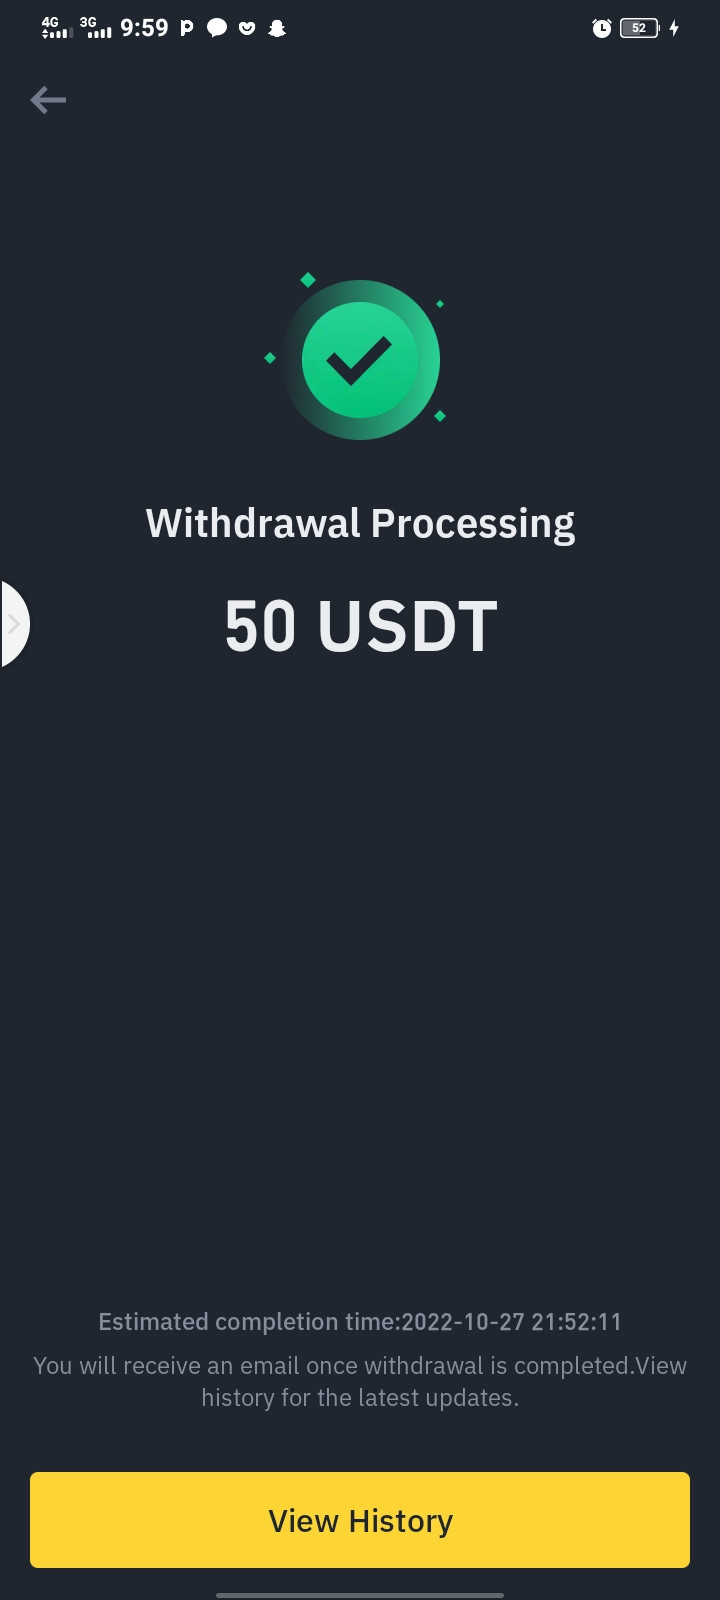 4G 3G 9:59 52
Withdrawal Processing
50 USDT
Estimated completion time:2022-10-27 21:52:11
You will receive an email once withdrawal is completed.View
history for the latest updates.
View History